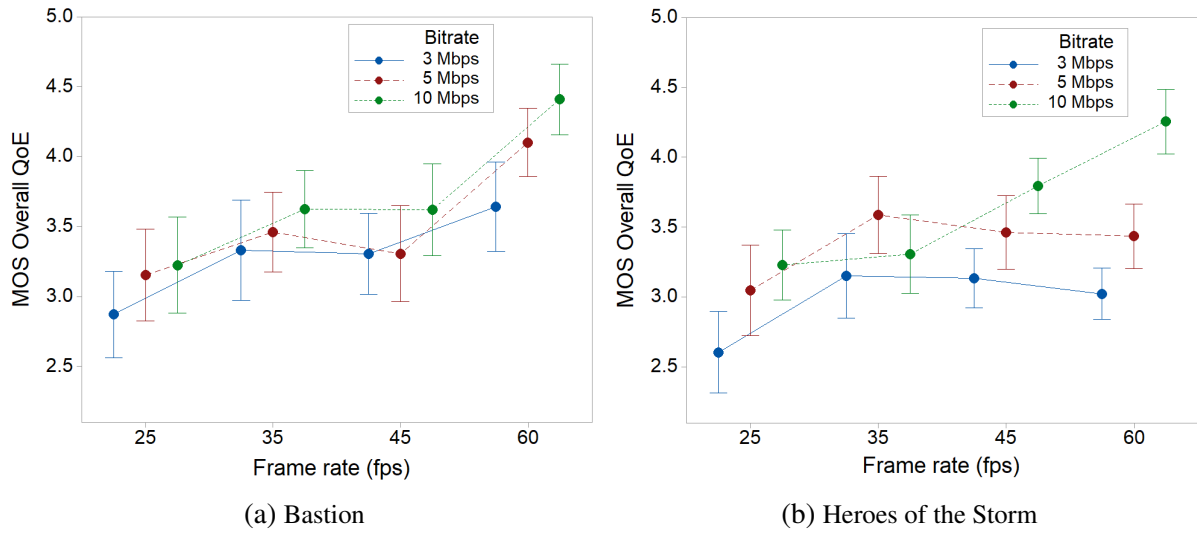 5.0
4.5
4.0
3.5
3.0
2.5
MOS Overall QoE
Bitrate
3 Mbps
5 Mbps
10 Mbps
25 35 45 60
Frame rate (fps)
(a) Bastion
5.0
4.5
4.0
3.5
3.0
2.5
MOS Overall QoE
Bitrate
3 Mbps
5 Mbps
10 Mbps
25 35 45 60
Frame rate (fps)
(b) Heroes of the Storm